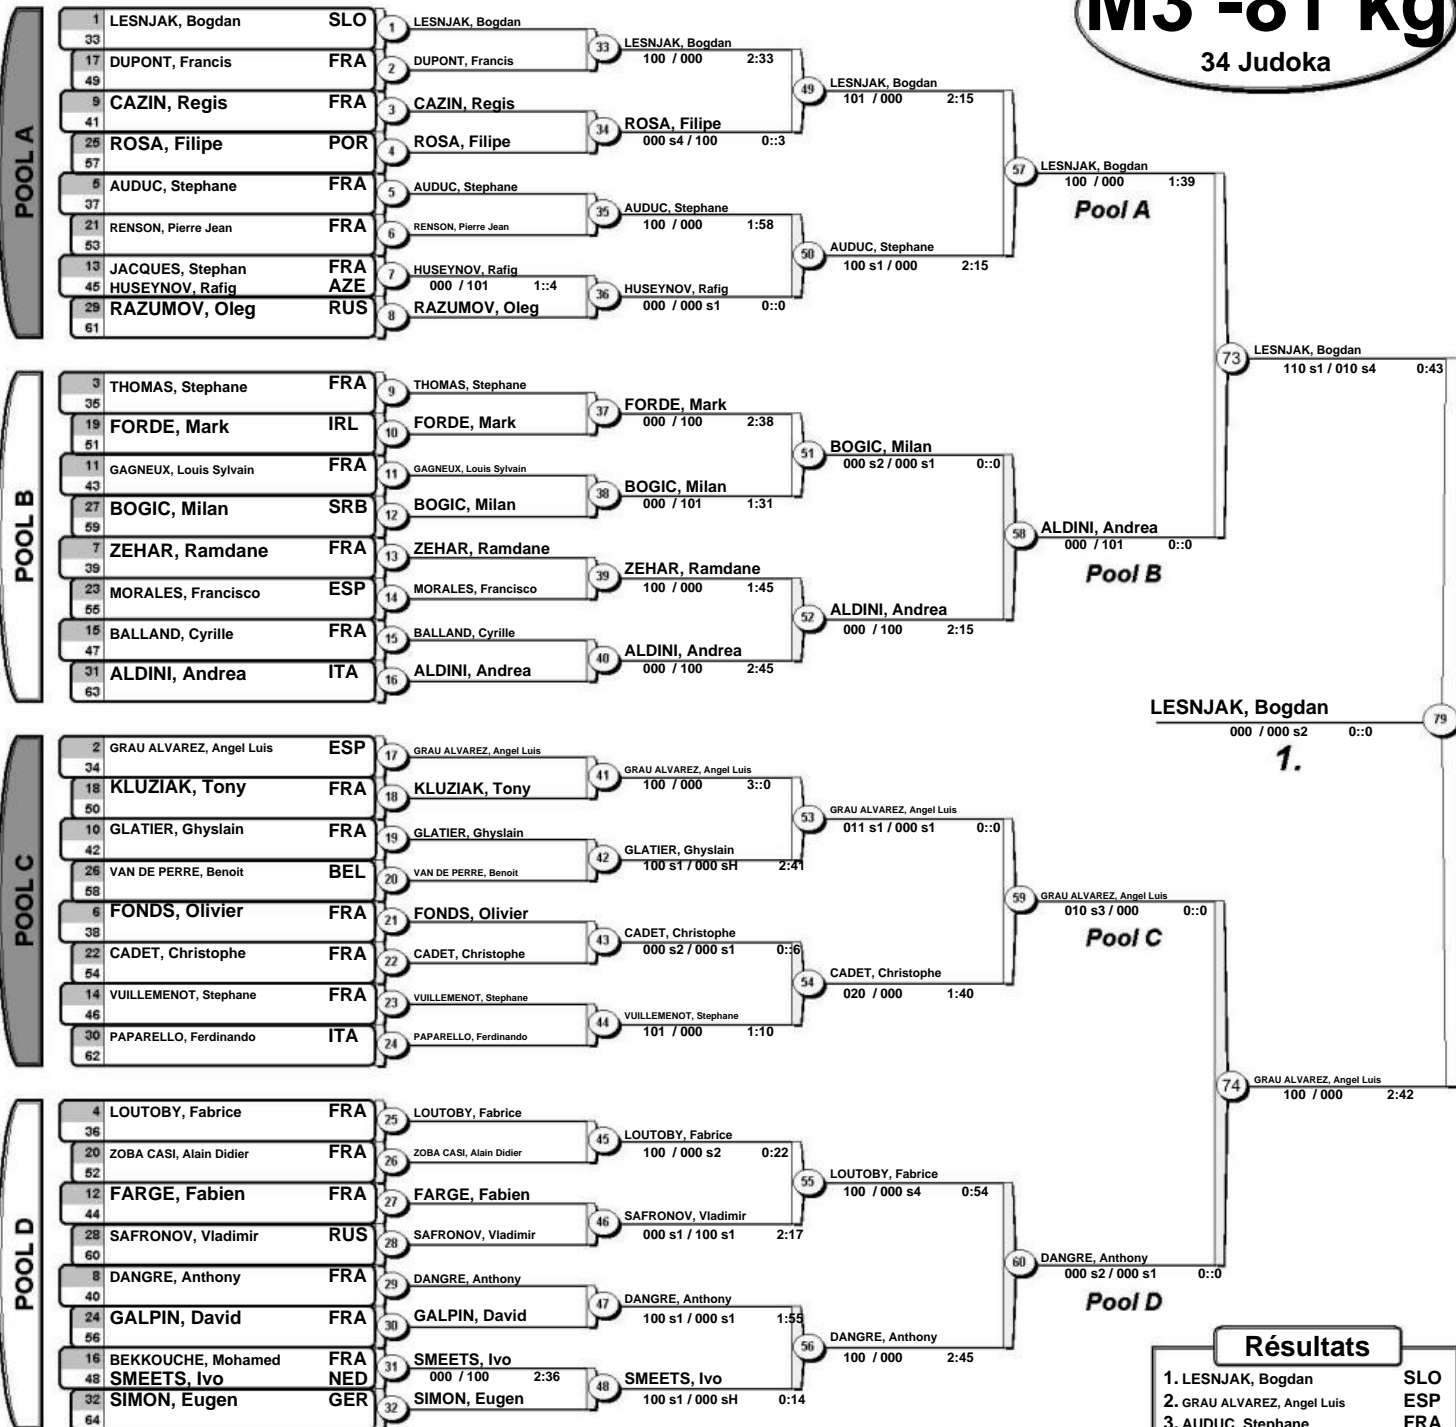 M3 -81 kg
34 Judoka
POOL A
1 LESNJAK, Bogdan SLO
33
17 DUPONT, Francis FRA
49
9 CAZIN, Regis FRA
41
25 ROSA, Filipe POR
57
5 AUDUC, Stephane FRA
37
21 RENSON, Pierre Jean FRA
53
13 JACQUES, Stephan FRA
45 HUSEYNOV, Rafig AZE
29 RAZUMOV, Oleg RUS
61
1 LESNJAK, Bogdan
2 DUPONT, Francis
3 CAZIN, Regis
4 ROSA, Filipe
5 AUDUC, Stephane
6 RENSON, Pierre Jean
7 HUSEYNOV, Rafig
000 / 101 1::4
8 RAZUMOV, Oleg
33 LESNJAK, Bogdan
100 / 000 2:33
34 ROSA, Filipe
000 s4 / 100 0::3
35 AUDUC, Stephane
100 / 000 1:58
36 HUSEYNOV, Rafig
000 / 000 s1 0::0
49 LESNJAK, Bogdan
101 / 000 2:15
50 AUDUC, Stephane
100 s1 / 000 2:15
57 LESNJAK, Bogdan
100 / 000 1:39
Pool A
POOL B
3 THOMAS, Stephane FRA
35
19 FORDE, Mark IRL
51
11 GAGNEUX, Louis Sylvain FRA
43
27 BOGIC, Milan SRB
59
7 ZEHAR, Ramdane FRA
39
23 MORALES, Francisco ESP
55
15 BALLAND, Cyrille FRA
47
31 ALDINI, Andrea ITA
63
9 THOMAS, Stephane
10 FORDE, Mark
11 GAGNEUX, Louis Sylvain
12 BOGIC, Milan
13 ZEHAR, Ramdane
14 MORALES, Francisco
15 BALLAND, Cyrille
16 ALDINI, Andrea
37 FORDE, Mark
000 / 100 2:38
38 BOGIC, Milan
000 / 101 1:31
39 ZEHAR, Ramdane
100 / 000 1:45
40 ALDINI, Andrea
000 / 100 2:45
51 BOGIC, Milan
000 s2 / 000 s1 0::0
52 ALDINI, Andrea
000 / 100 2:15
58 ALDINI, Andrea
000 / 101 0::0
Pool B
73 LESNJAK, Bogdan
110 s1 / 010 s4 0:43
LESNJAK, Bogdan 79
000 / 000 s2 0::0
1.
POOL C
2 GRAU ALVAREZ, Angel Luis ESP
34
18 KLUZIAK, Tony FRA
50
10 GLATIER, Ghyslain FRA
42
26 VAN DE PERRE, Benoit BEL
58
6 FONDS, Olivier FRA
38
22 CADET, Christophe FRA
54
14 VUILLEMENOT, Stephane FRA
46
30 PAPARELLO, Ferdinando ITA
62
17 GRAU ALVAREZ, Angel Luis
18 KLUZIAK, Tony
19 GLATIER, Ghyslain
20 VAN DE PERRE, Benoit
21 FONDS, Olivier
22 CADET, Christophe
23 VUILLEMENOT, Stephane
24 PAPARELLO, Ferdinando
41 GRAU ALVAREZ, Angel Luis
100 / 000 3::0
42 GLATIER, Ghyslain
100 s1 / 000 sH 2:41
43 CADET, Christophe
000 s2 / 000 s1 0::6
44 VUILLEMENOT, Stephane
101 / 000 1:10
53 GRAU ALVAREZ, Angel Luis
011 s1 / 000 s1 0::0
54 CADET, Christophe
020 / 000 1:40
59 GRAU ALVAREZ, Angel Luis
010 s3 / 000 0::0
Pool C
POOL D
4 LOUTOBY, Fabrice FRA
36
20 ZOBA CASI, Alain Didier FRA
52
12 FARGE, Fabien FRA
44
28 SAFRONOV, Vladimir RUS
60
8 DANGRE, Anthony FRA
40
24 GALPIN, David FRA
56
16 BEKKOUCHE, Mohamed FRA
48 SMEETS, Ivo NED
32 SIMON, Eugen GER
64
25 LOUTOBY, Fabrice
26 ZOBA CASI, Alain Didier
27 FARGE, Fabien
28 SAFRONOV, Vladimir
29 DANGRE, Anthony
30 GALPIN, David
31 SMEETS, Ivo
000 / 100 2:36
32 SIMON, Eugen
45 LOUTOBY, Fabrice
100 / 000 s2 0:22
46 SAFRONOV, Vladimir
000 s1 / 100 s1 2:17
47 DANGRE, Anthony
100 s1 / 000 s1 1:55
48 SMEETS, Ivo
100 s1 / 000 sH 0:14
55 LOUTOBY, Fabrice
100 / 000 s4 0:54
56 DANGRE, Anthony
100 / 000 2:45
60 DANGRE, Anthony
000 s2 / 000 s1 0::0
Pool D
74 GRAU ALVAREZ, Angel Luis
100 / 000 2:42
Résultats
1. LESNJAK, Bogdan SLO
2. GRAU ALVAREZ, Angel Luis ESP
3. AUDUC, Stephane FRA